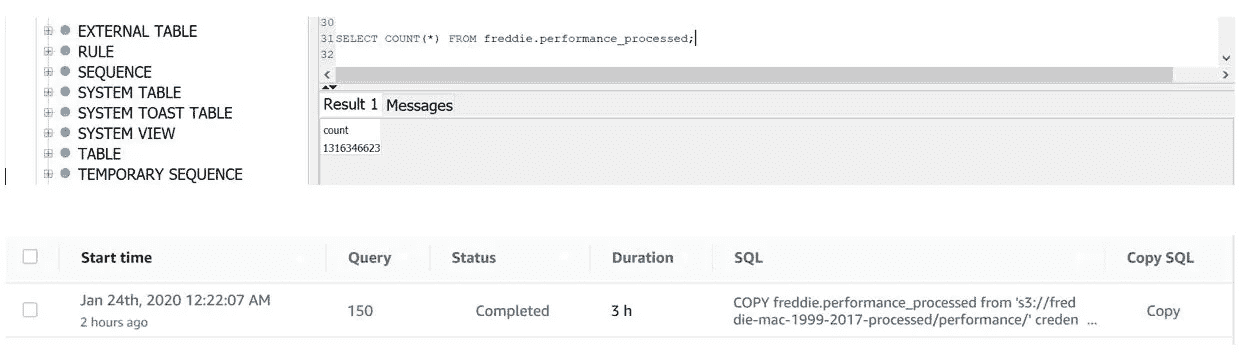 EXTERNAL TABLE
RULE
SEQUENCE
SYSTEM TABLE
SYSTEM TOAST TABLE
SYSTEM VIEW
TABLE
TEMPORARY SEQUENCE
30
31 SELECT COUNT(*) FROM freddie.performance_processed;
32
Result 1 Messages
count
1316346623
Start time Query Status Duration SQL Copy SQL
Jan 24th, 2020 12:22:07 AM
2 hours ago
150 Completed 3 h
COPY freddie.performance_processed from 's3://fred
die-mac-1999-2017-processed/performance/' creden ...
Copy